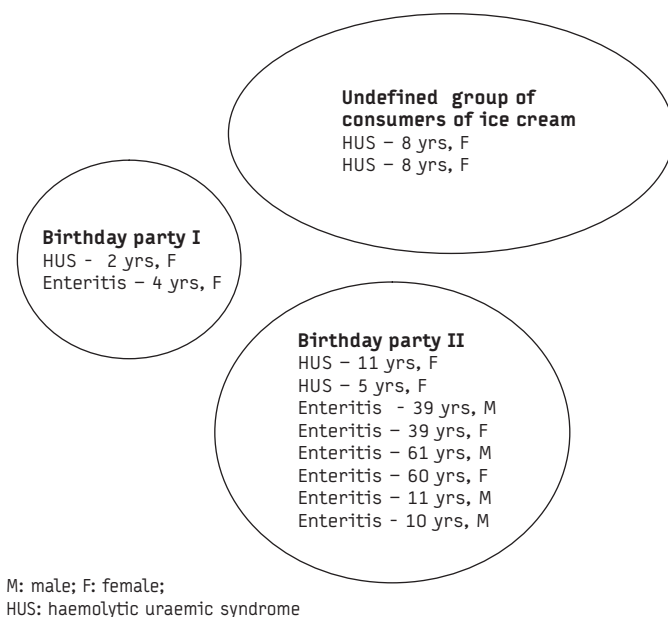 Undefined group of
consumers of ice cream
HUS – 8 yrs, F
HUS – 8 yrs, F
Birthday party I
HUS - 2 yrs, F
Enteritis – 4 yrs, F
Birthday party II
HUS – 11 yrs, F
HUS – 5 yrs, F
Enteritis - 39 yrs, M
Enteritis – 39 yrs, F
Enteritis – 61 yrs, M
Enteritis – 60 yrs, F
Enteritis – 11 yrs, M
Enteritis - 10 yrs, M
M: male; F: female;
HUS: haemolytic uraemic syndrome